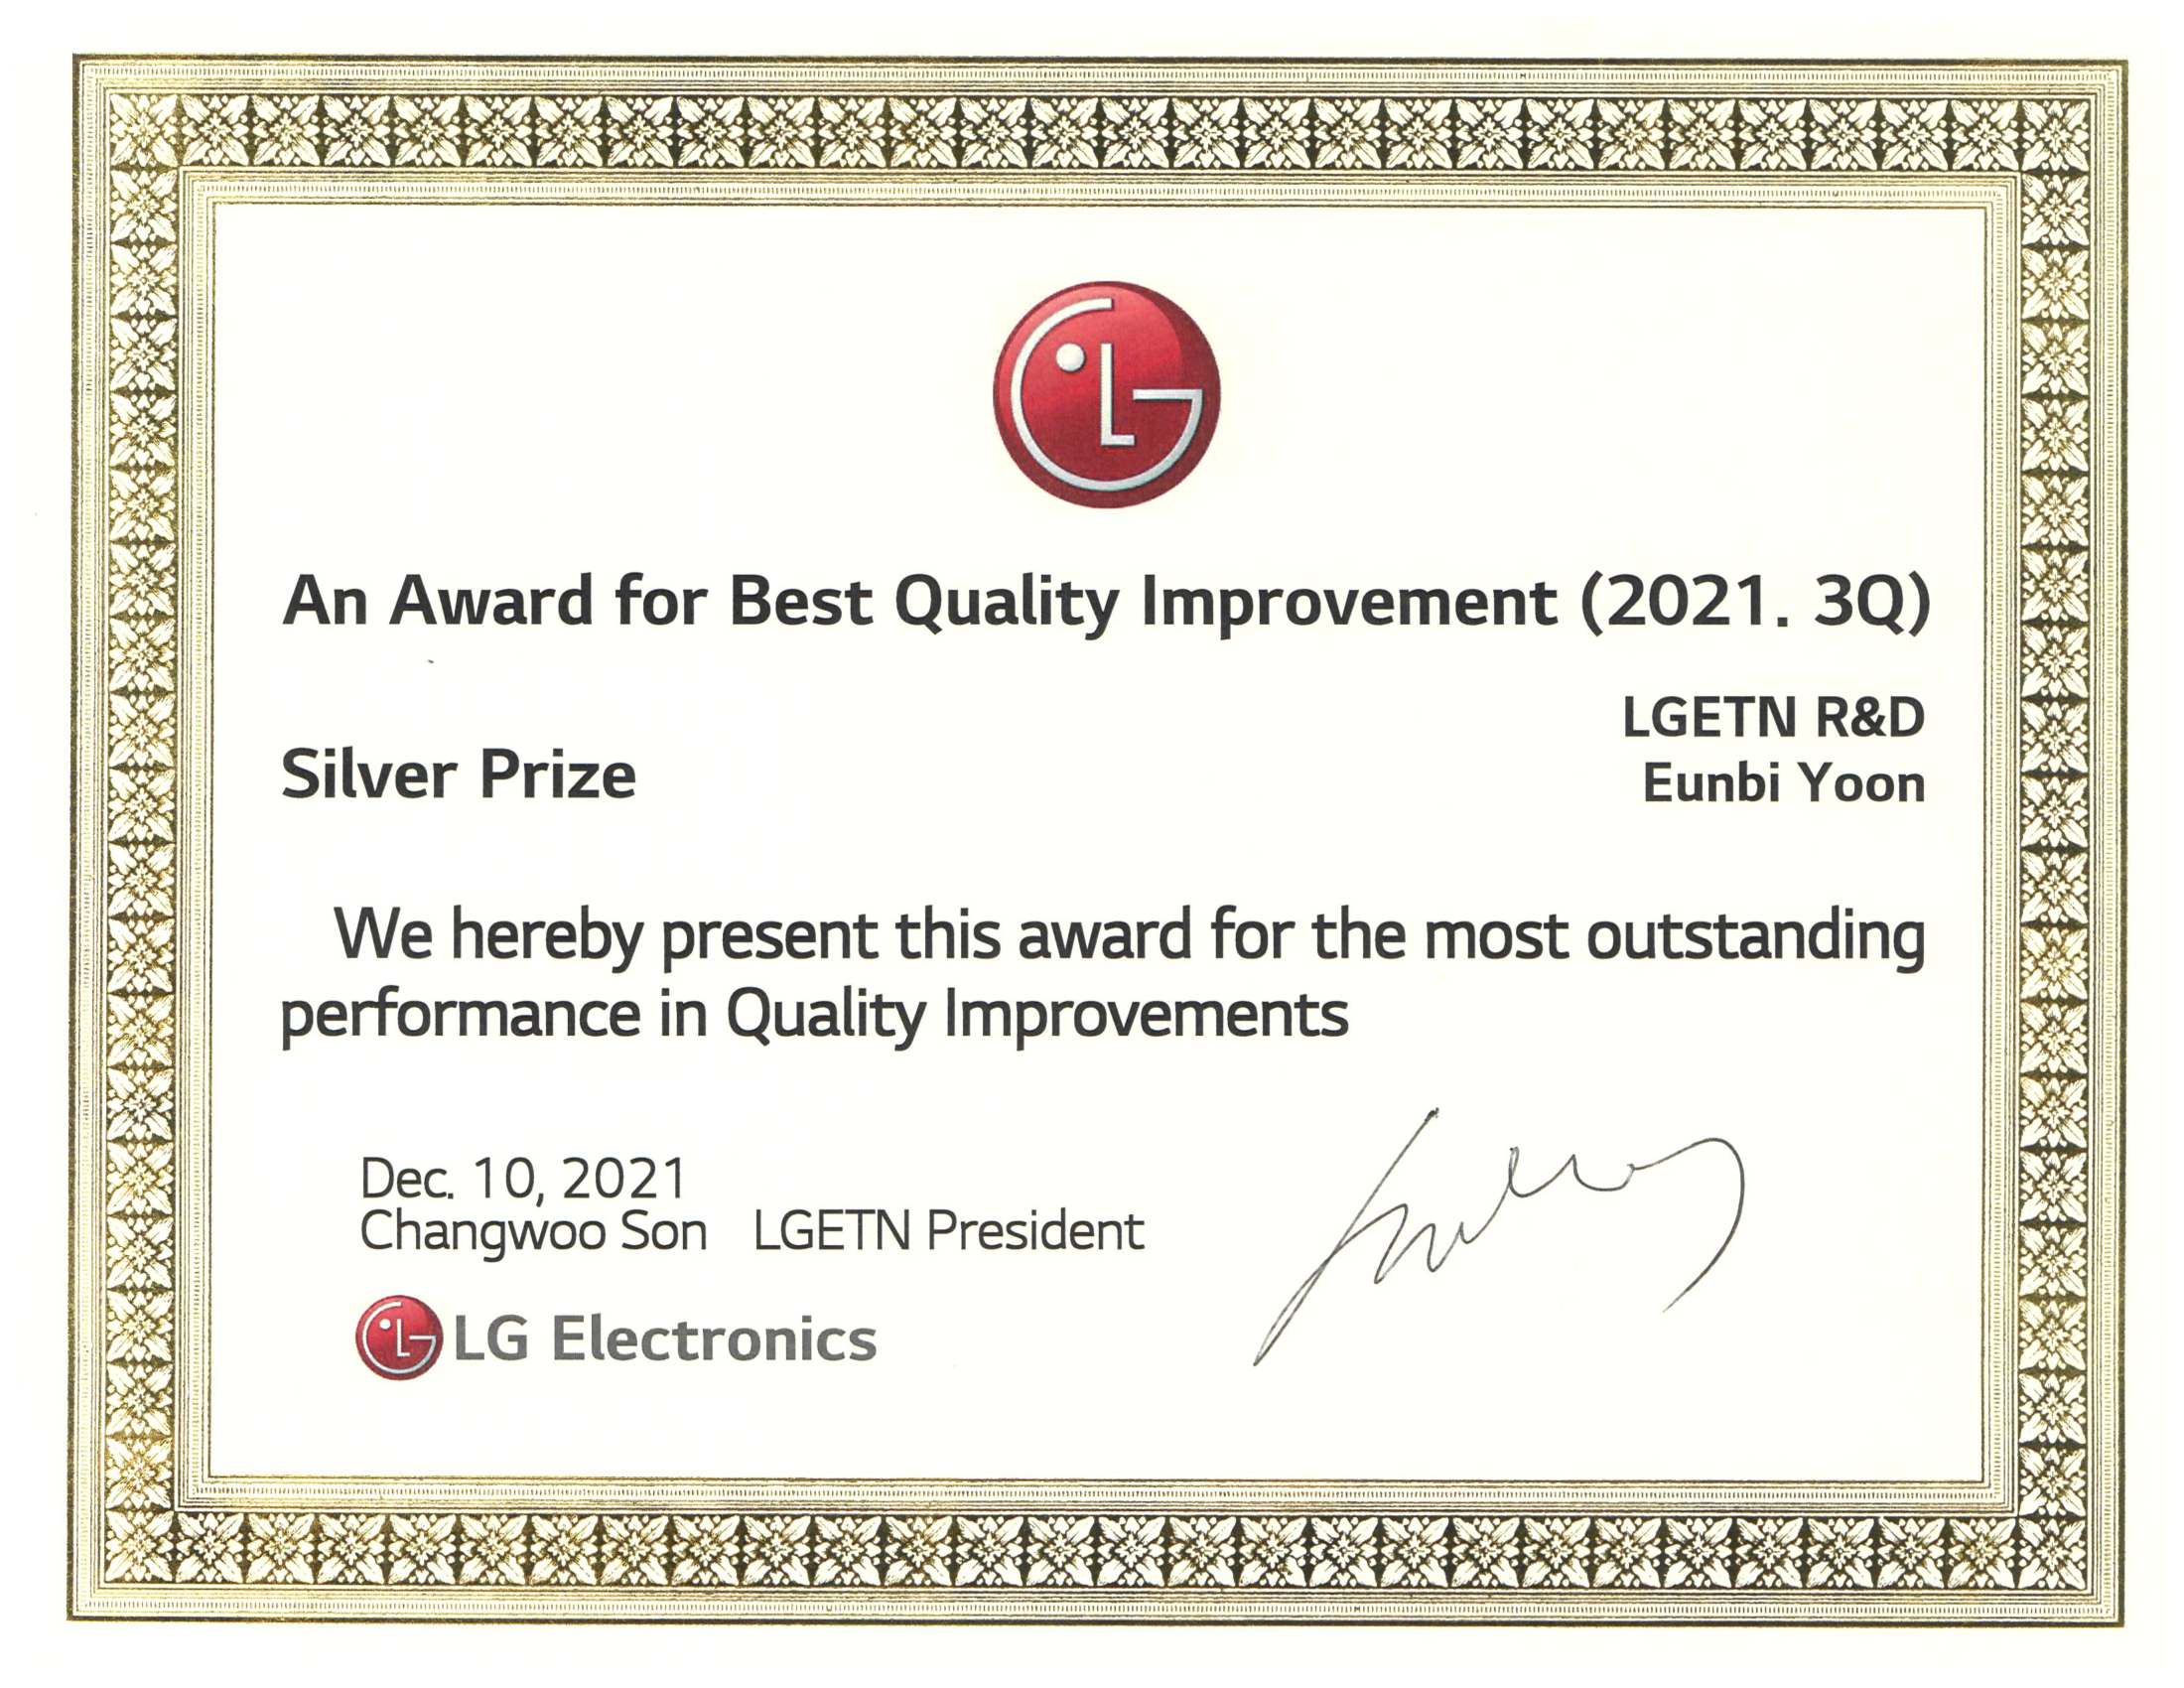 LG
An Award for Best Quality Improvement (2021. 3Q)
LGETN R&D
Silver Prize
Eunbi Yoon
We hereby present this award for the most outstanding
performance in Quality Improvements
Dec. 10, 2021
Changwoo Son LGETN President
LG LG Electronics